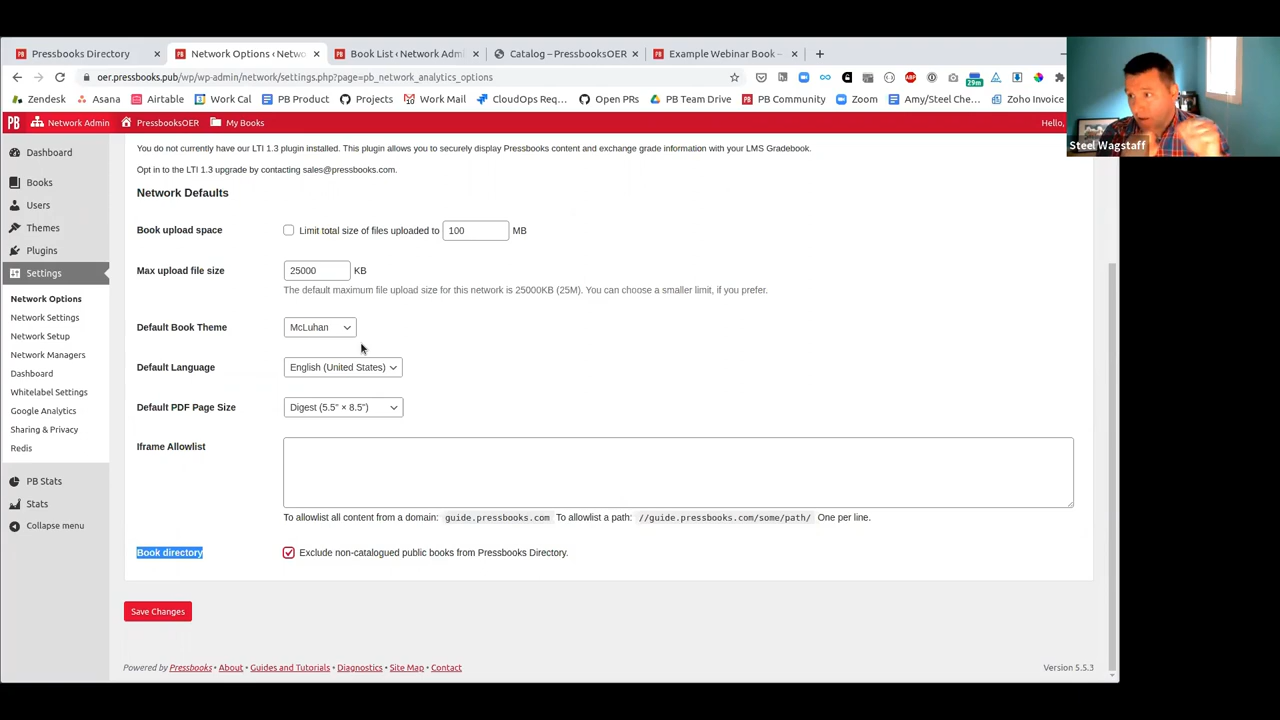 Pressbooks Directory
Network Options ‹ Netwo
Book List ‹ Network Admi
Catalog – PressbooksOER
Example Webinar Book –
oer.pressbooks.pub/wp/wp-admin/network/settings.php?page=pb_network_analytics_options
29m
Zendesk
Asana
Airtable
Work Cal
PB Product
Projects
Work Mail
CloudOps Req...
Open PRs
PB Team Drive
PB Community
Zoom
Amy/Steel Che...
Zoho Invoice
Steel Wagstaff
Network Admin
PressbooksOER
My Books
Hello,
Dashboard
Books
Users
Themes
Plugins
Settings
Network Options
Network Settings
Network Setup
Network Managers
Dashboard
Whitelabel Settings
Google Analytics
Sharing & Privacy
Redis
PB Stats
Stats
Collapse menu
You do not currently have our LTI 1.3 plugin installed. This plugin allows you to securely display Pressbooks content and exchange grade information with your LMS Gradebook.
Opt in to the LTI 1.3 upgrade by contacting sales@pressbooks.com.
Network Defaults
Book upload space
Limit total size of files uploaded to 100 MB
Max upload file size
25000 KB
The default maximum file upload size for this network is 25000KB (25M). You can choose a smaller limit, if you prefer.
Default Book Theme
McLuhan
Default Language
English (United States)
Default PDF Page Size
Digest (5.5" × 8.5")
Iframe Allowlist
To allowlist all content from a domain: guide.pressbooks.com To allowlist a path: //guide.pressbooks.com/some/path/ One per line.
Book directory
Exclude non-catalogued public books from Pressbooks Directory.
Save Changes
Powered by Pressbooks • About • Guides and Tutorials • Diagnostics • Site Map • Contact
Version 5.5.3